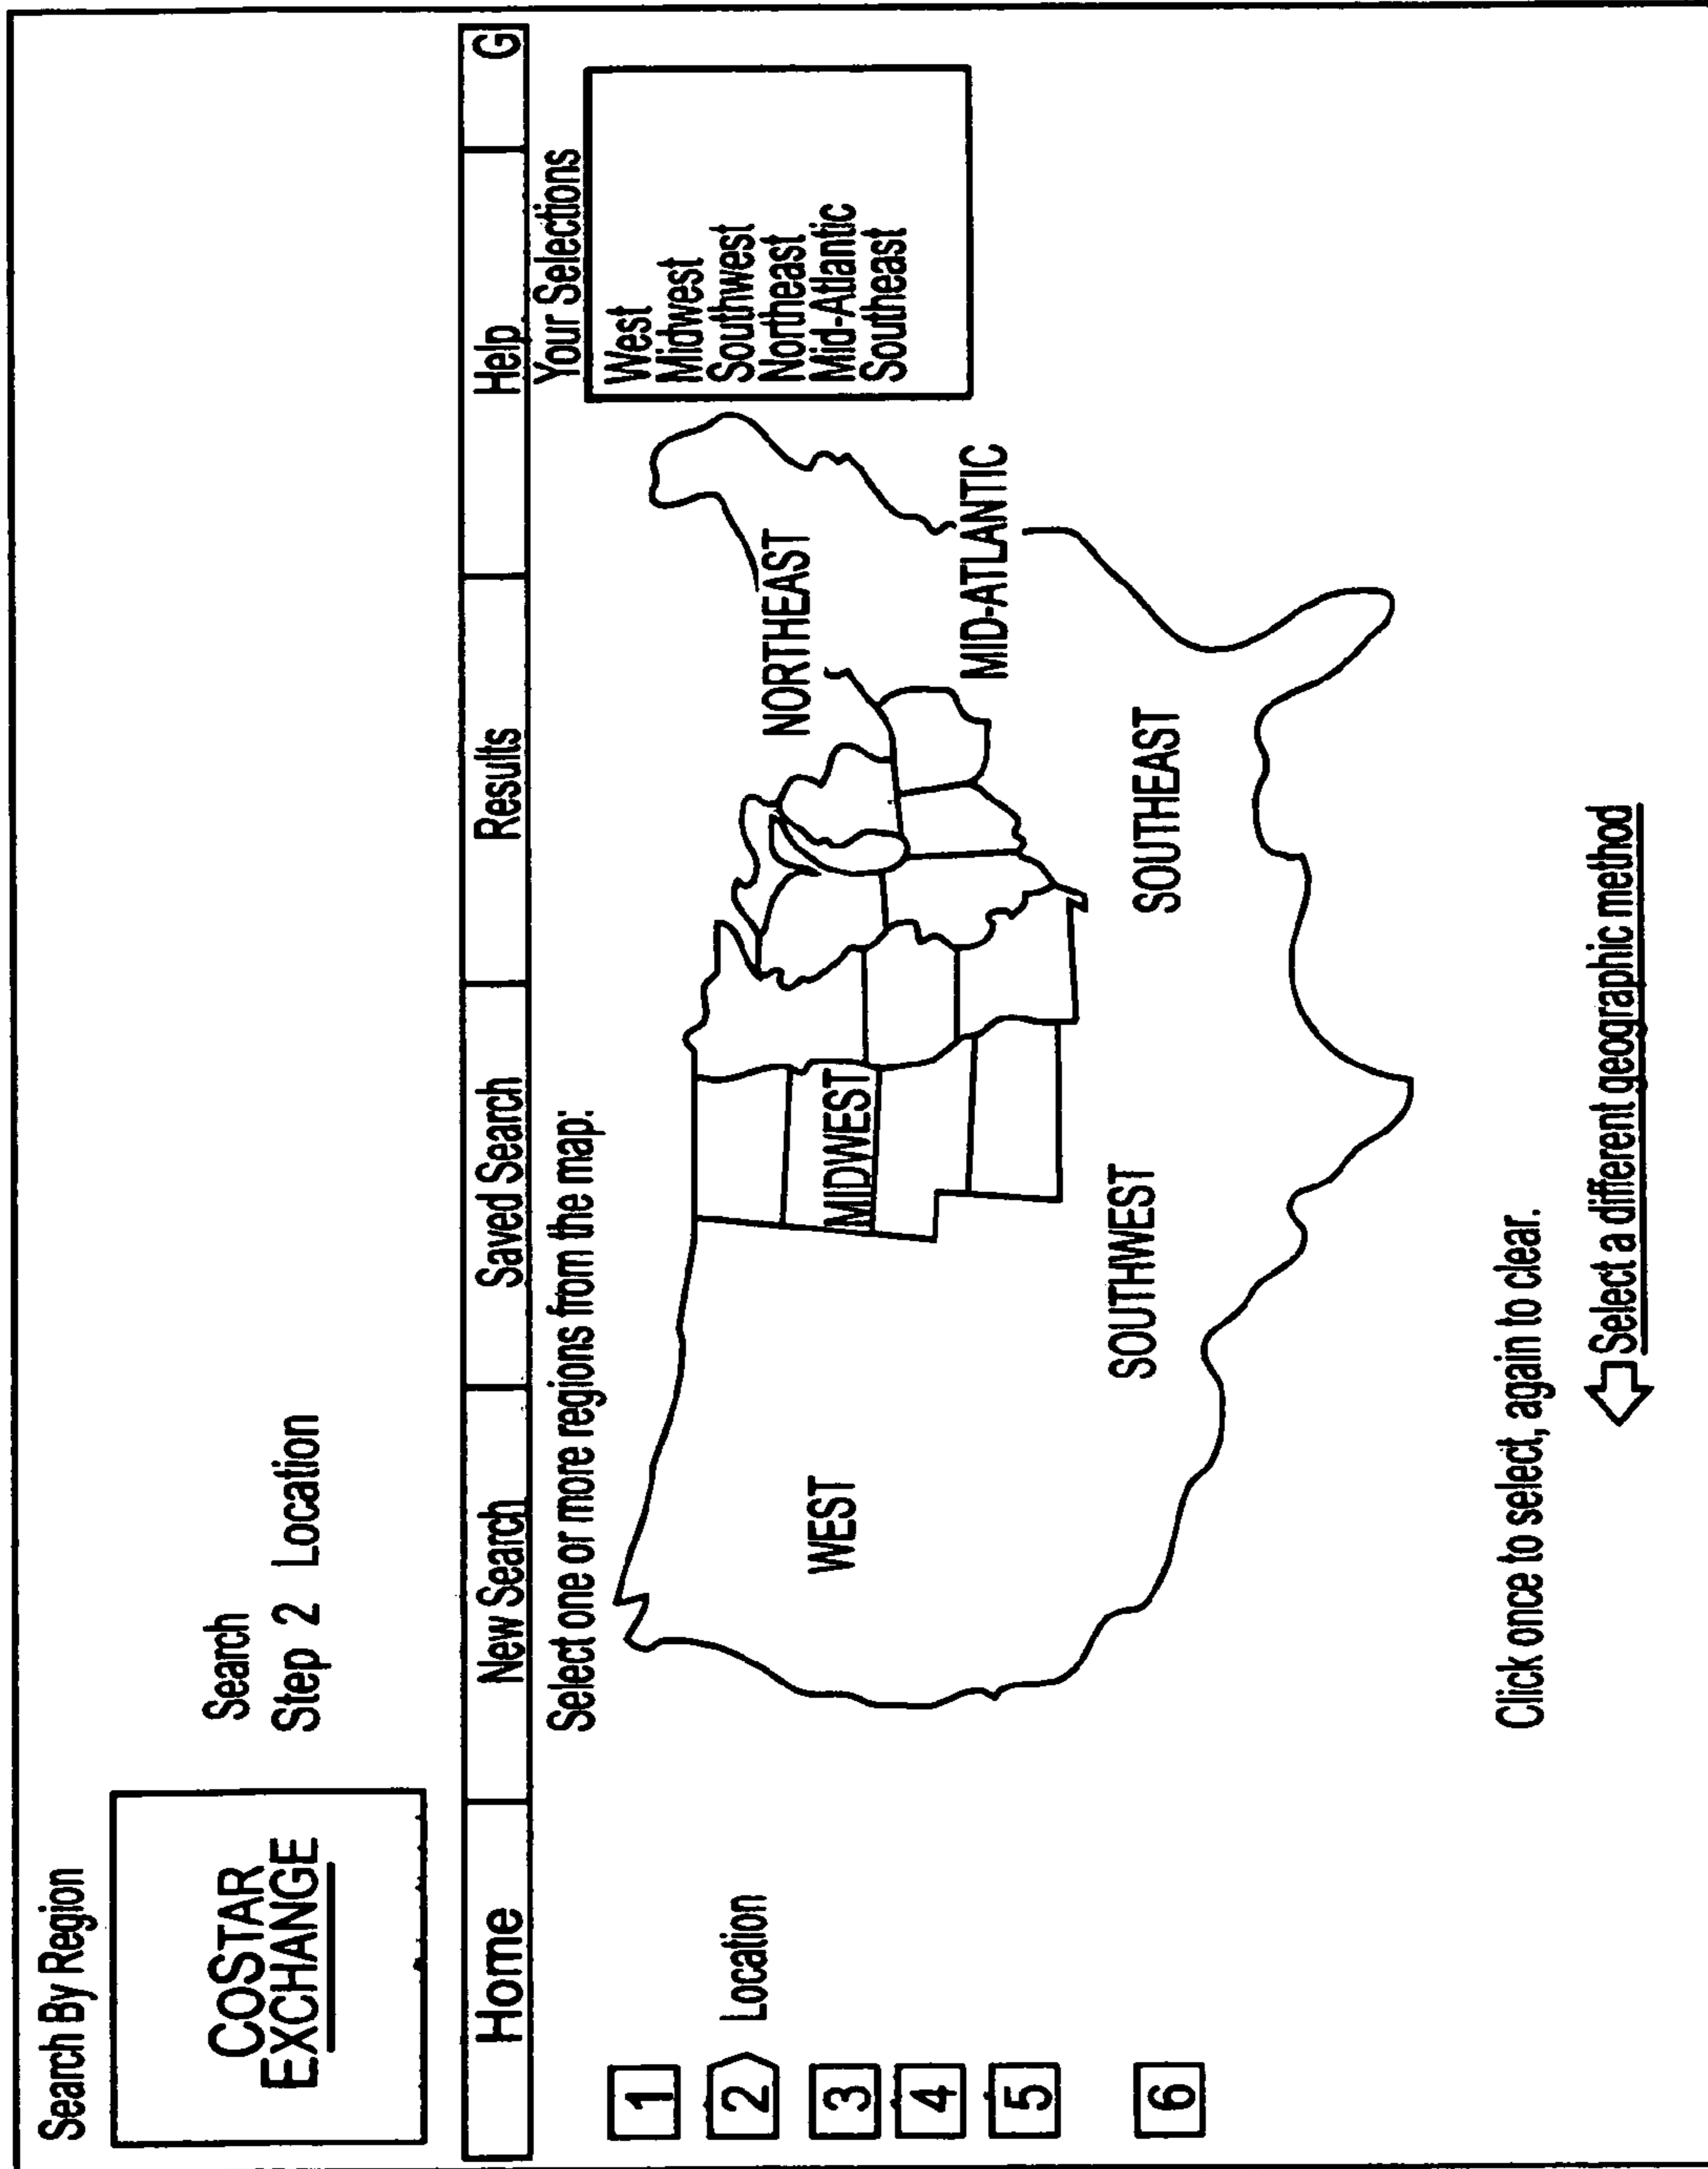 Search By Region
COSTAR
EXCHANGE
Search
Step 2 Location
Home
New Search
Saved Search
Results
Help
G
Select one or more regions from the map:
Your Selections
West
Midwest
Southwest
Northeast
Mid-Atlantic
Southeast
1
2 Location
3
4
5
6
WEST
MIDWEST
NORTHEAST
MID-ATLANTIC
SOUTHWEST
SOUTHEAST
Click once to select, again to clear.
Select a different geographic method